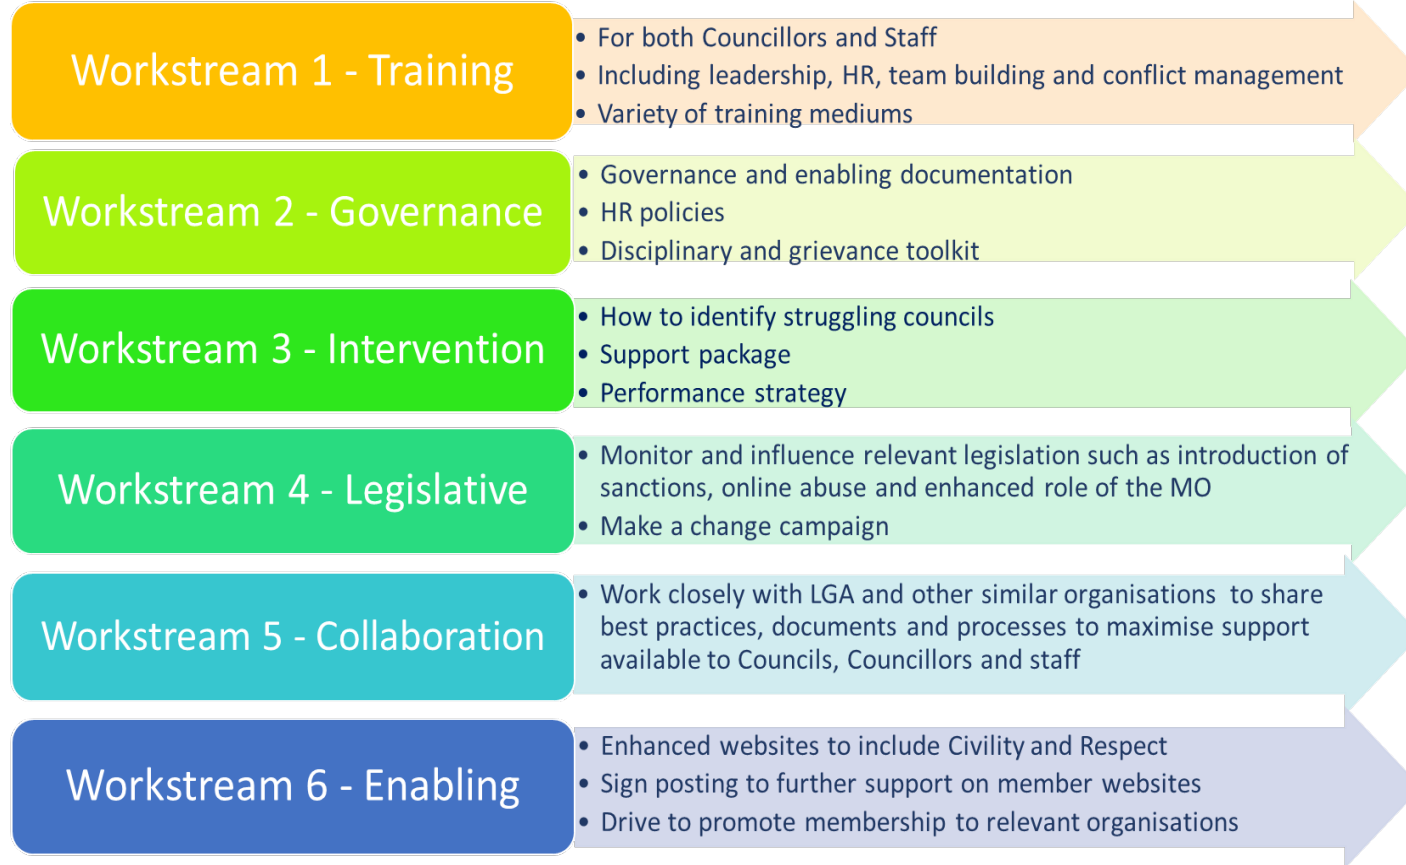 Workstream 1 - Training
• For both Councillors and Staff
• Including leadership, HR, team building and conflict management
• Variety of training mediums
Workstream 2 - Governance
• Governance and enabling documentation
• HR policies
• Disciplinary and grievance toolkit
Workstream 3 - Intervention
• How to identify struggling councils
• Support package
• Performance strategy
Workstream 4 - Legislative
• Monitor and influence relevant legislation such as introduction of
sanctions, online abuse and enhanced role of the MO
• Make a change campaign
Workstream 5 - Collaboration
• Work closely with LGA and other similar organisations to share
best practices, documents and processes to maximise support
available to Councils, Councillors and staff
Workstream 6 - Enabling
• Enhanced websites to include Civility and Respect
• Sign posting to further support on member websites
• Drive to promote membership to relevant organisations